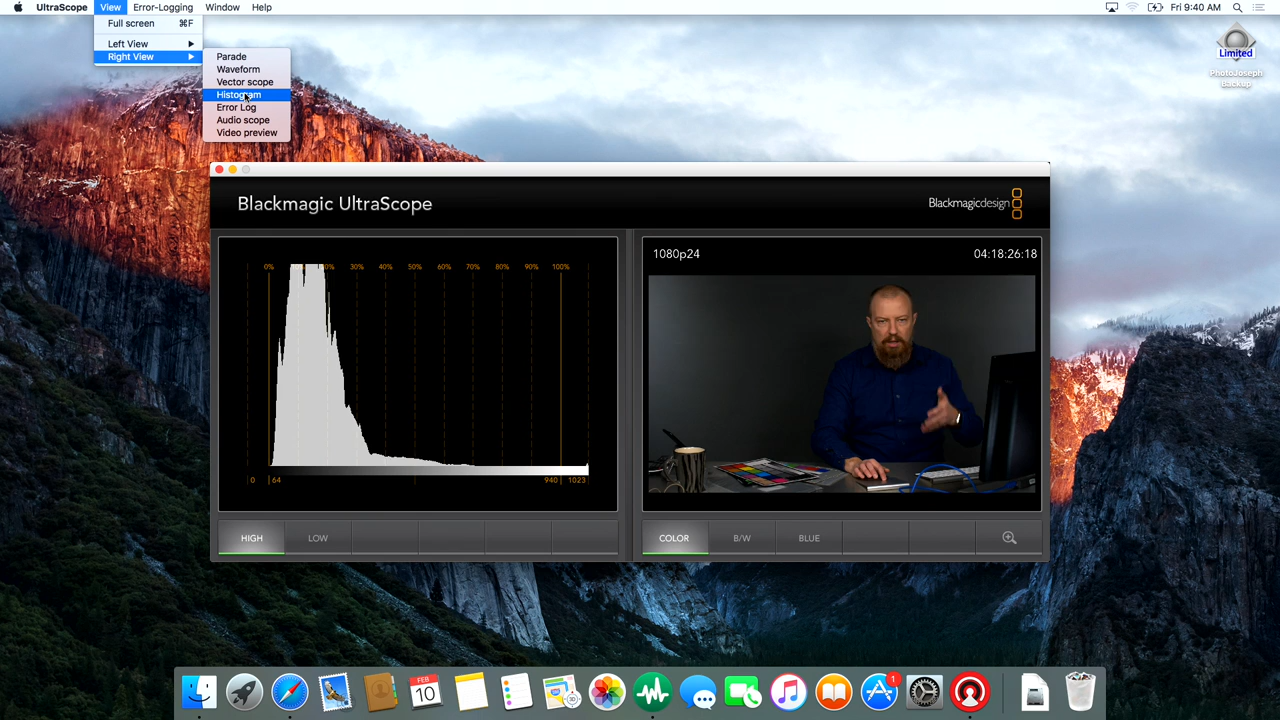 UltraScope View Error-Logging Window Help Fri 9:40 AM
Full screen ⌘F
Left View
Right View
Parade
Waveform
Vector scope
Histogram
Error Log
Audio scope
Video preview
Limited
PhotoJoseph
Backup
Blackmagic UltraScope
Blackmagicdesign
0% 10% 20% 30% 40% 50% 60% 70% 80% 90% 100%
0 64 940 1023
HIGH LOW
1080p24 04:18:26:18
COLOR B/W BLUE
FEB
10
1